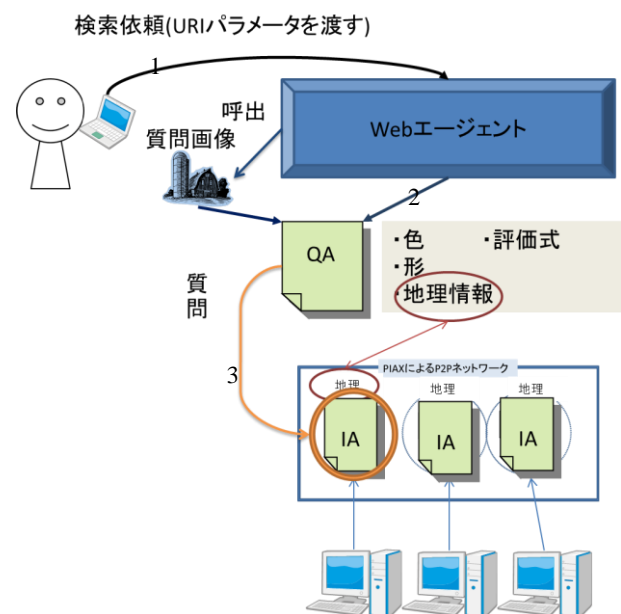 検索依頼(URIパラメータを渡す)
1
呼出
Webエージェント
質問画像
2
QA
・色 ・評価式
・形
・地理情報
質
問
3
PIAXによるP2Pネットワーク
地理
地理
地理
IA
IA
IA